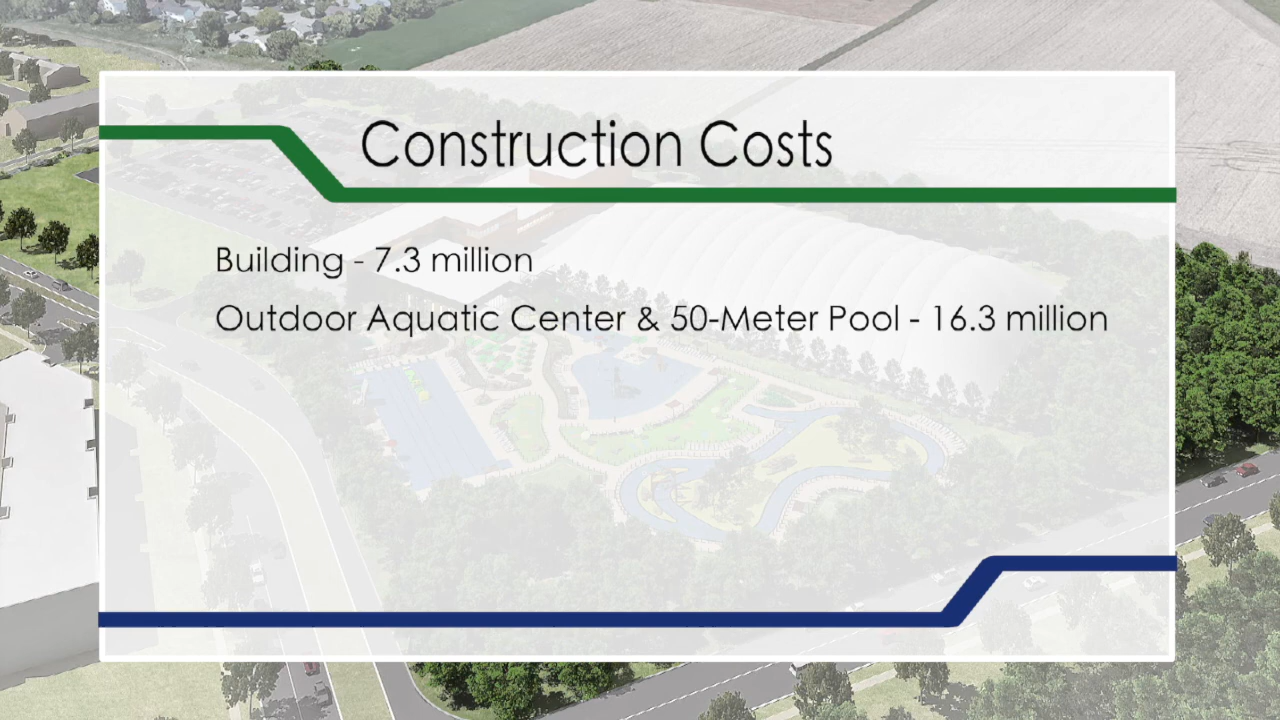 Construction Costs
Building - 7.3 million
Outdoor Aquatic Center & 50-Meter Pool - 16.3 million